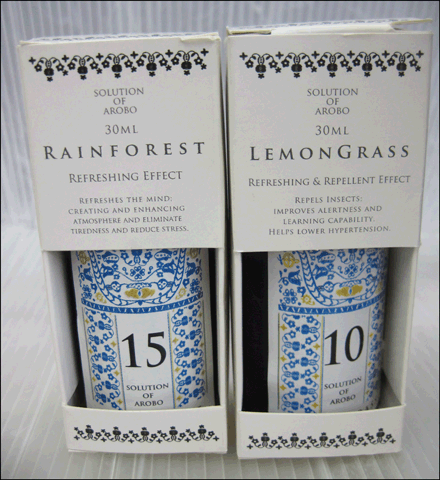 SOLUTION
OF
AROBO
30ML
RAINFOREST
REFRESHING EFFECT
REFRESHES THE MIND;
CREATING AND ENHANCING
ATMOSPHERE AND ELIMINATE
TIREDNESS AND REDUCE STRESS.
15
SOLUTION
OF
AROBO
SOLUTION
OF
AROBO
30ML
LEMONGRASS
REFRESHING & REPELLENT EFFECT
REPELS INSECTS;
IMPROVES ALERTNESS AND
LEARNING CAPABILITY.
HELPS LOWER HYPERTENSION.
10
SOLUTION
OF
AROBO